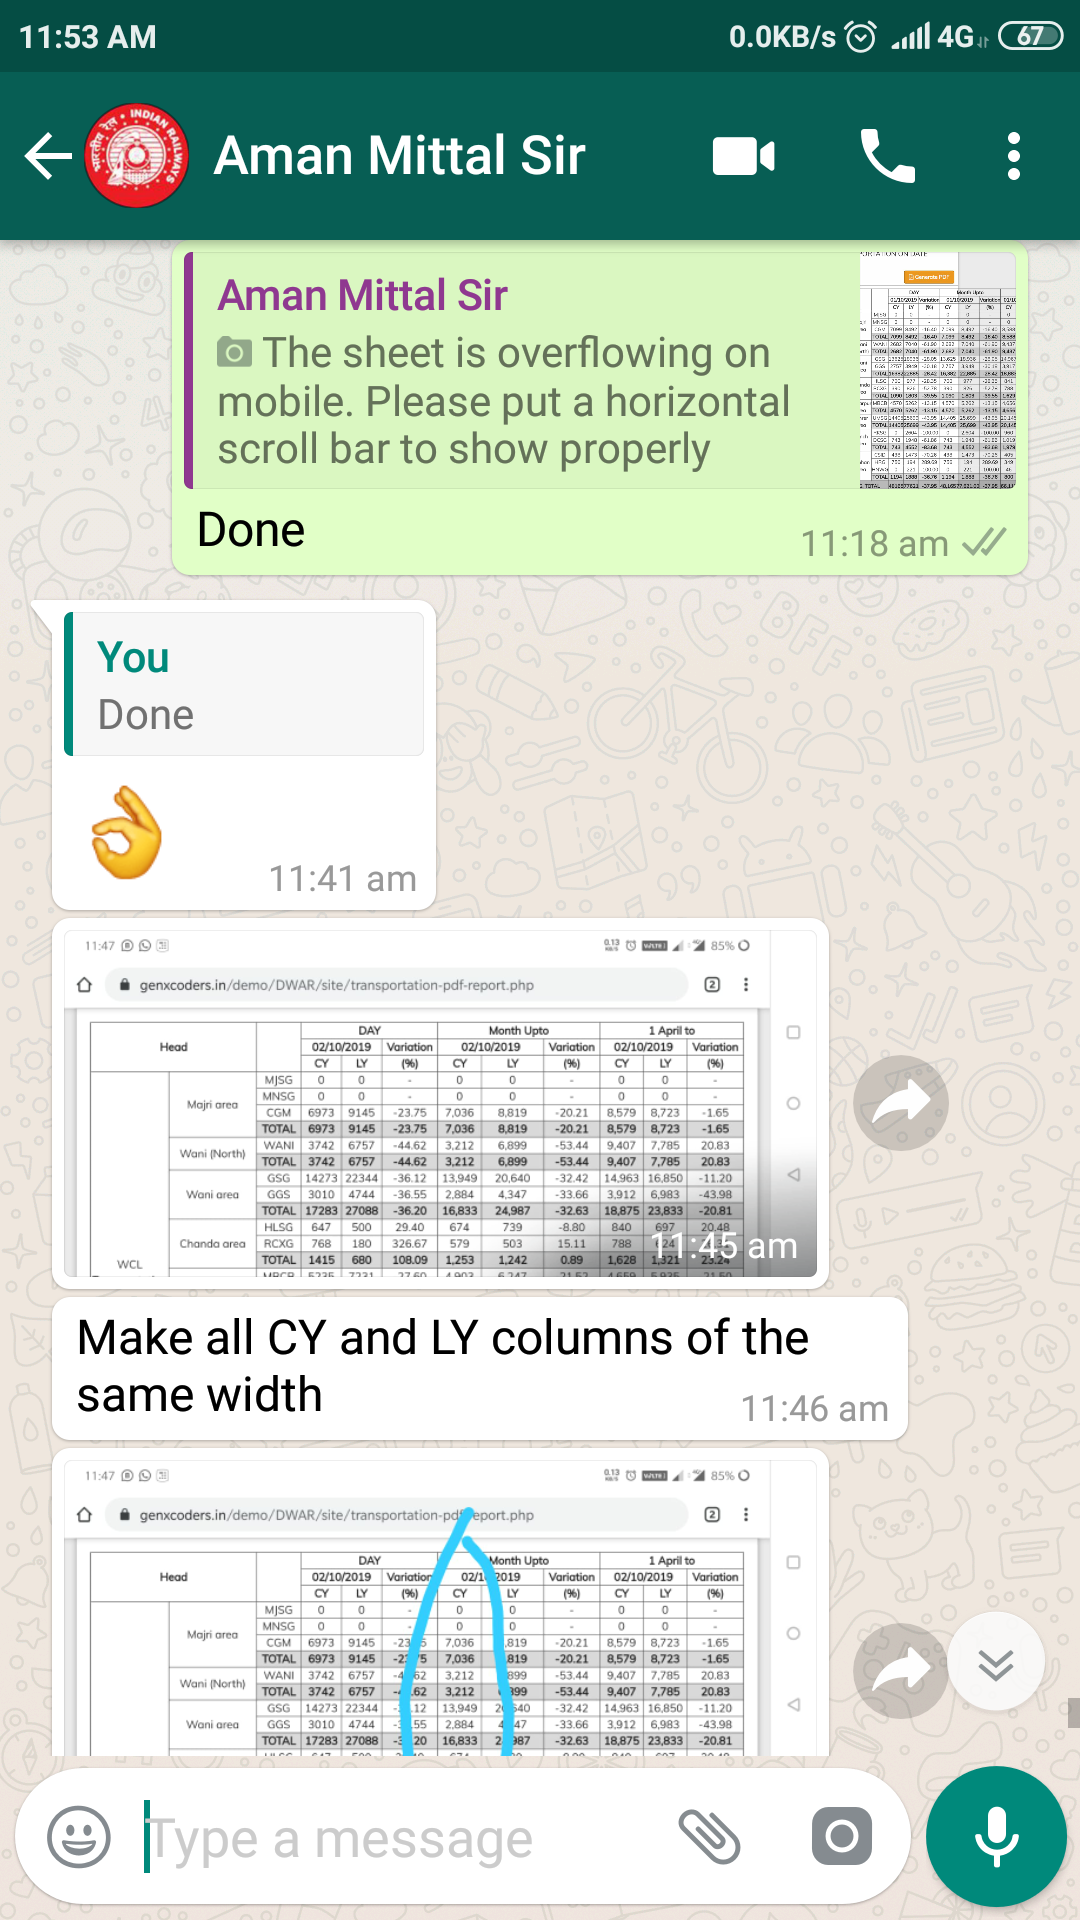 11:53 AM
0.0KB/s 4G 67
INDIAN RAILWAYS
भारतीय रेल
Aman Mittal Sir
Aman Mittal Sir
The sheet is overflowing on
mobile. Please put a horizontal
scroll bar to show properly
Generate PDF
Done
11:18 am
You
Done
11:41 am
11:47 85%
genxcoders.in/demo/DWAR/site/transportation-pdf-report.php 2
Head DAY Month Upto 1 April to
02/10/2019 Variation 02/10/2019 Variation 02/10/2019 Variation
CY LY (%) CY LY (%) CY LY (%)
MJSG 0 0 - 0 0 - 0 0 -
MNSG 0 0 - 0 0 - 0 0 -
Majri area CGM 6973 9145 -23.75 7,036 8,819 -20.21 8,579 8,723 -1.65
TOTAL 6973 9145 -23.75 7,036 8,819 -20.21 8,579 8,723 -1.65
Wani (North) WANI 3742 6757 -44.62 3,212 6,899 -53.44 9,407 7,785 20.83
TOTAL 3742 6757 -44.62 3,212 6,899 -53.44 9,407 7,785 20.83
Wani area GSG 14273 22344 -36.12 13,949 20,640 -32.42 14,963 16,850 -11.20
GGS 3010 4744 -36.55 2,884 4,347 -33.66 3,912 6,983 -43.98
TOTAL 17283 27088 -36.20 16,833 24,987 -32.63 18,875 23,833 -20.81
HLSG 647 500 29.40 674 739 -8.80 840 697 20.48
Chanda area RCXG 768 180 326.67 579 503 15.11 788 624
WCL TOTAL 1415 680 108.09 1,253 1,242 0.89 1,628 1,321 23.24
11:45 am
Make all CY and LY columns of the
same width
11:46 am
11:47 85%
genxcoders.in/demo/DWAR/site/transportation-pdf eport.php 2
Head DAY Month Upto 1 April to
02/10/2019 Variation 02/1 2019 Variation 02/10/2019 Variation
CY LY (%) CY LY (%) CY LY (%)
MJSG 0 0 - 0 0 - 0 0 -
MNSG 0 0 - 0 0 - 0 0 -
Majri area CGM 6973 9145 -23 5 7,036 819 -20.21 8,579 8,723 -1.65
TOTAL 6973 9145 -2 75 7,036 819 -20.21 8,579 8,723 -1.65
Wani (North) WANI 3742 6757 -4 62 3,212 899 -53.44 9,407 7,785 20.83
TOTAL 3742 6757 -4 62 3,212 899 -53.44 9,407 7,785 20.83
Wani area GSG 14273 22344 - .12 13,949 2 640 -32.42 14,963 16,850 -11.20
GGS 3010 4744 - .55 2,884 4 47 -33.66 3,912 6,983 -43.98
TOTAL 17283 27088 -3 20 16,833 2 987 -32.63 18,875 23,833 -20.81
Type a message